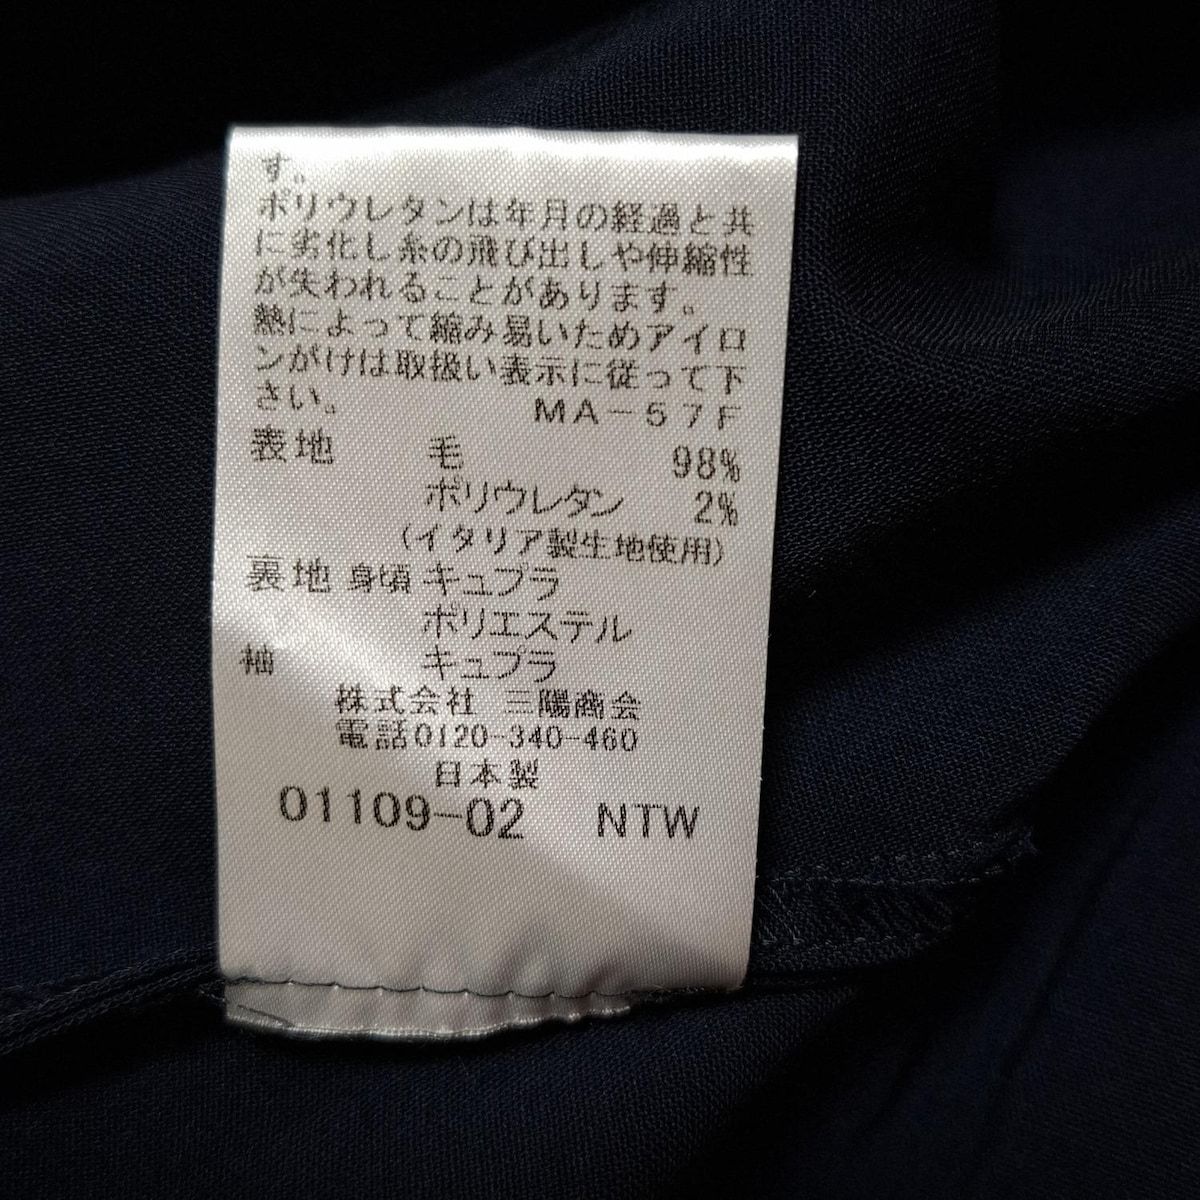 す。
ポリウレタンは年月の経過と共
に劣化し糸の飛び出しや伸縮性
が失われることがあります。
熱によって縮み易いためアイロ
ンがけは取扱い表示に従って下
さい。 MA-57F
表地 毛 98%
ポリウレタン 2%
(イタリア製生地使用)
裏地 身頃 キュプラ
ポリエステル
袖 キュプラ
株式会社 三陽商会
電話0120-340-460
日本製
01109-02 NTW